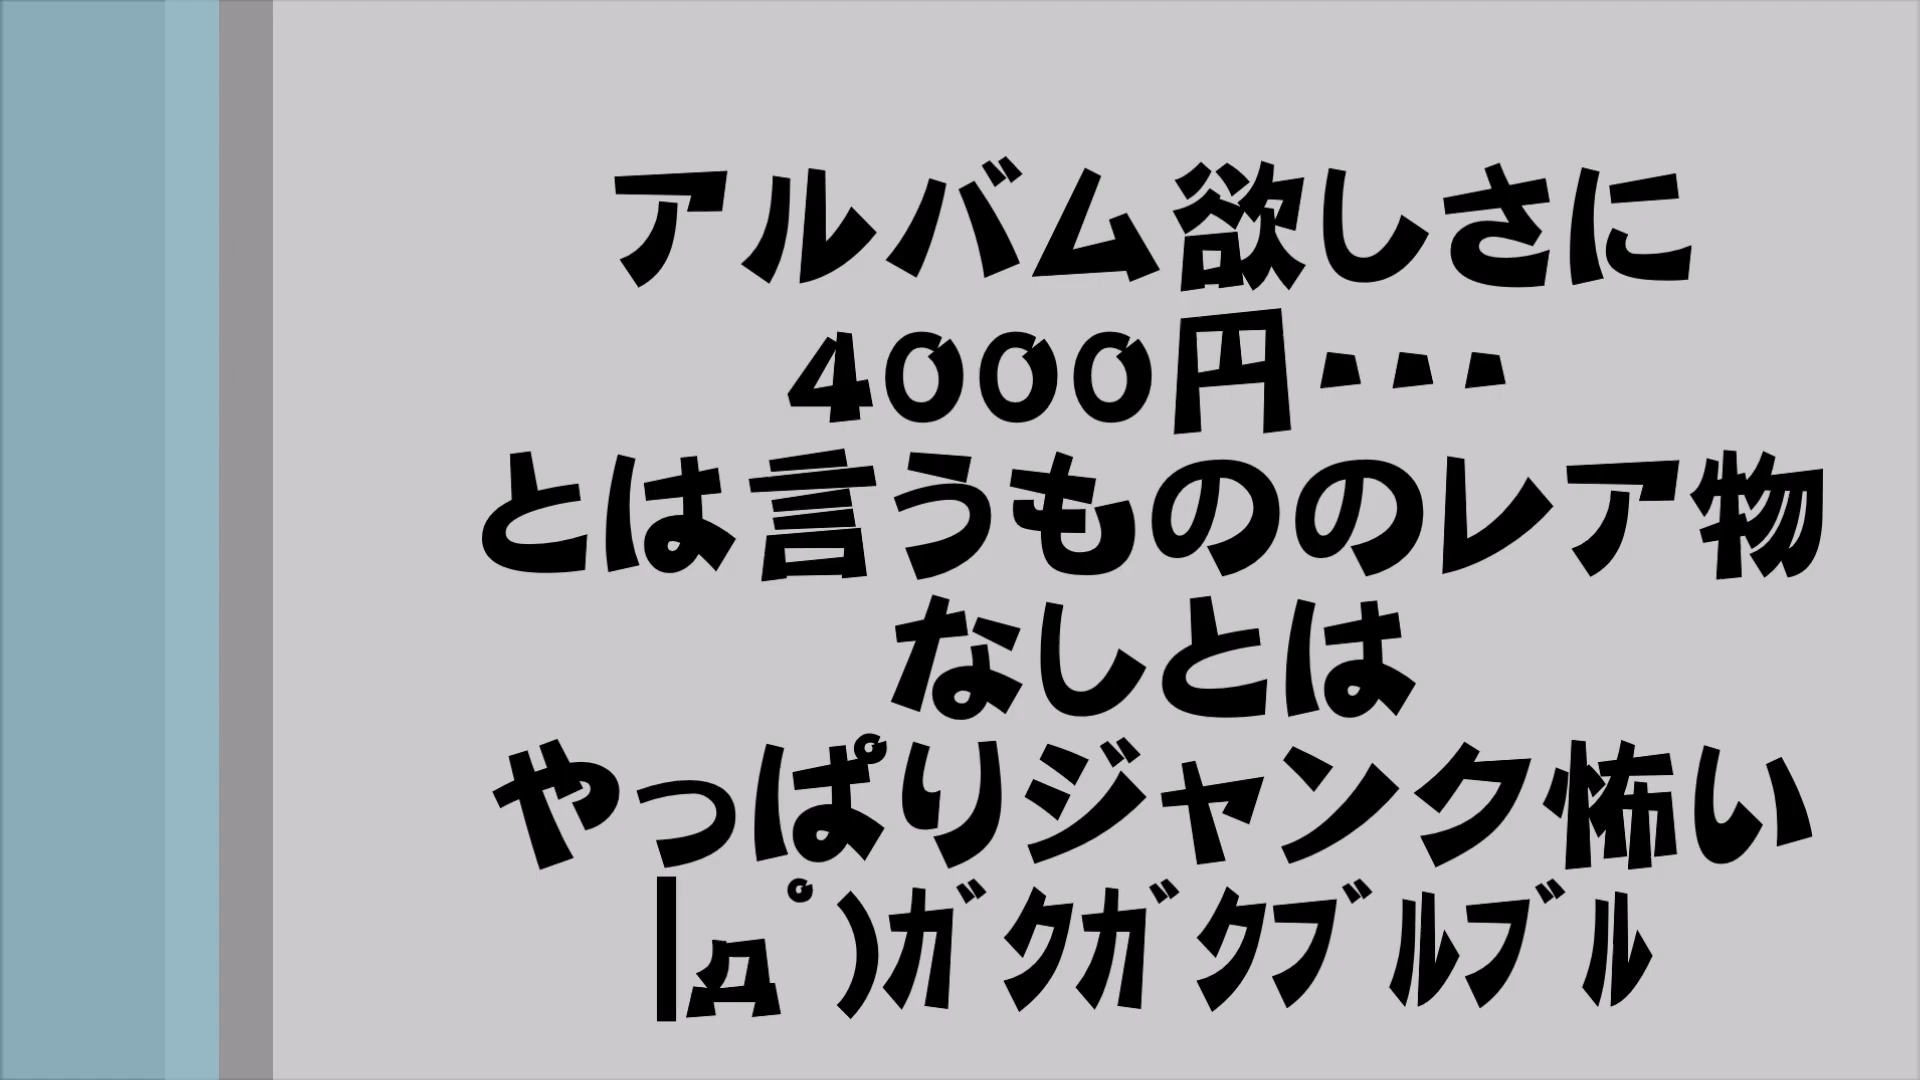 アルバム欲しさに
4000円・・・
とは言うもののレア物
なしとは
やっぱりジャンク怖い
|дﾟ)ｶﾞｸｶﾞｸﾌﾞﾙﾌﾞﾙ